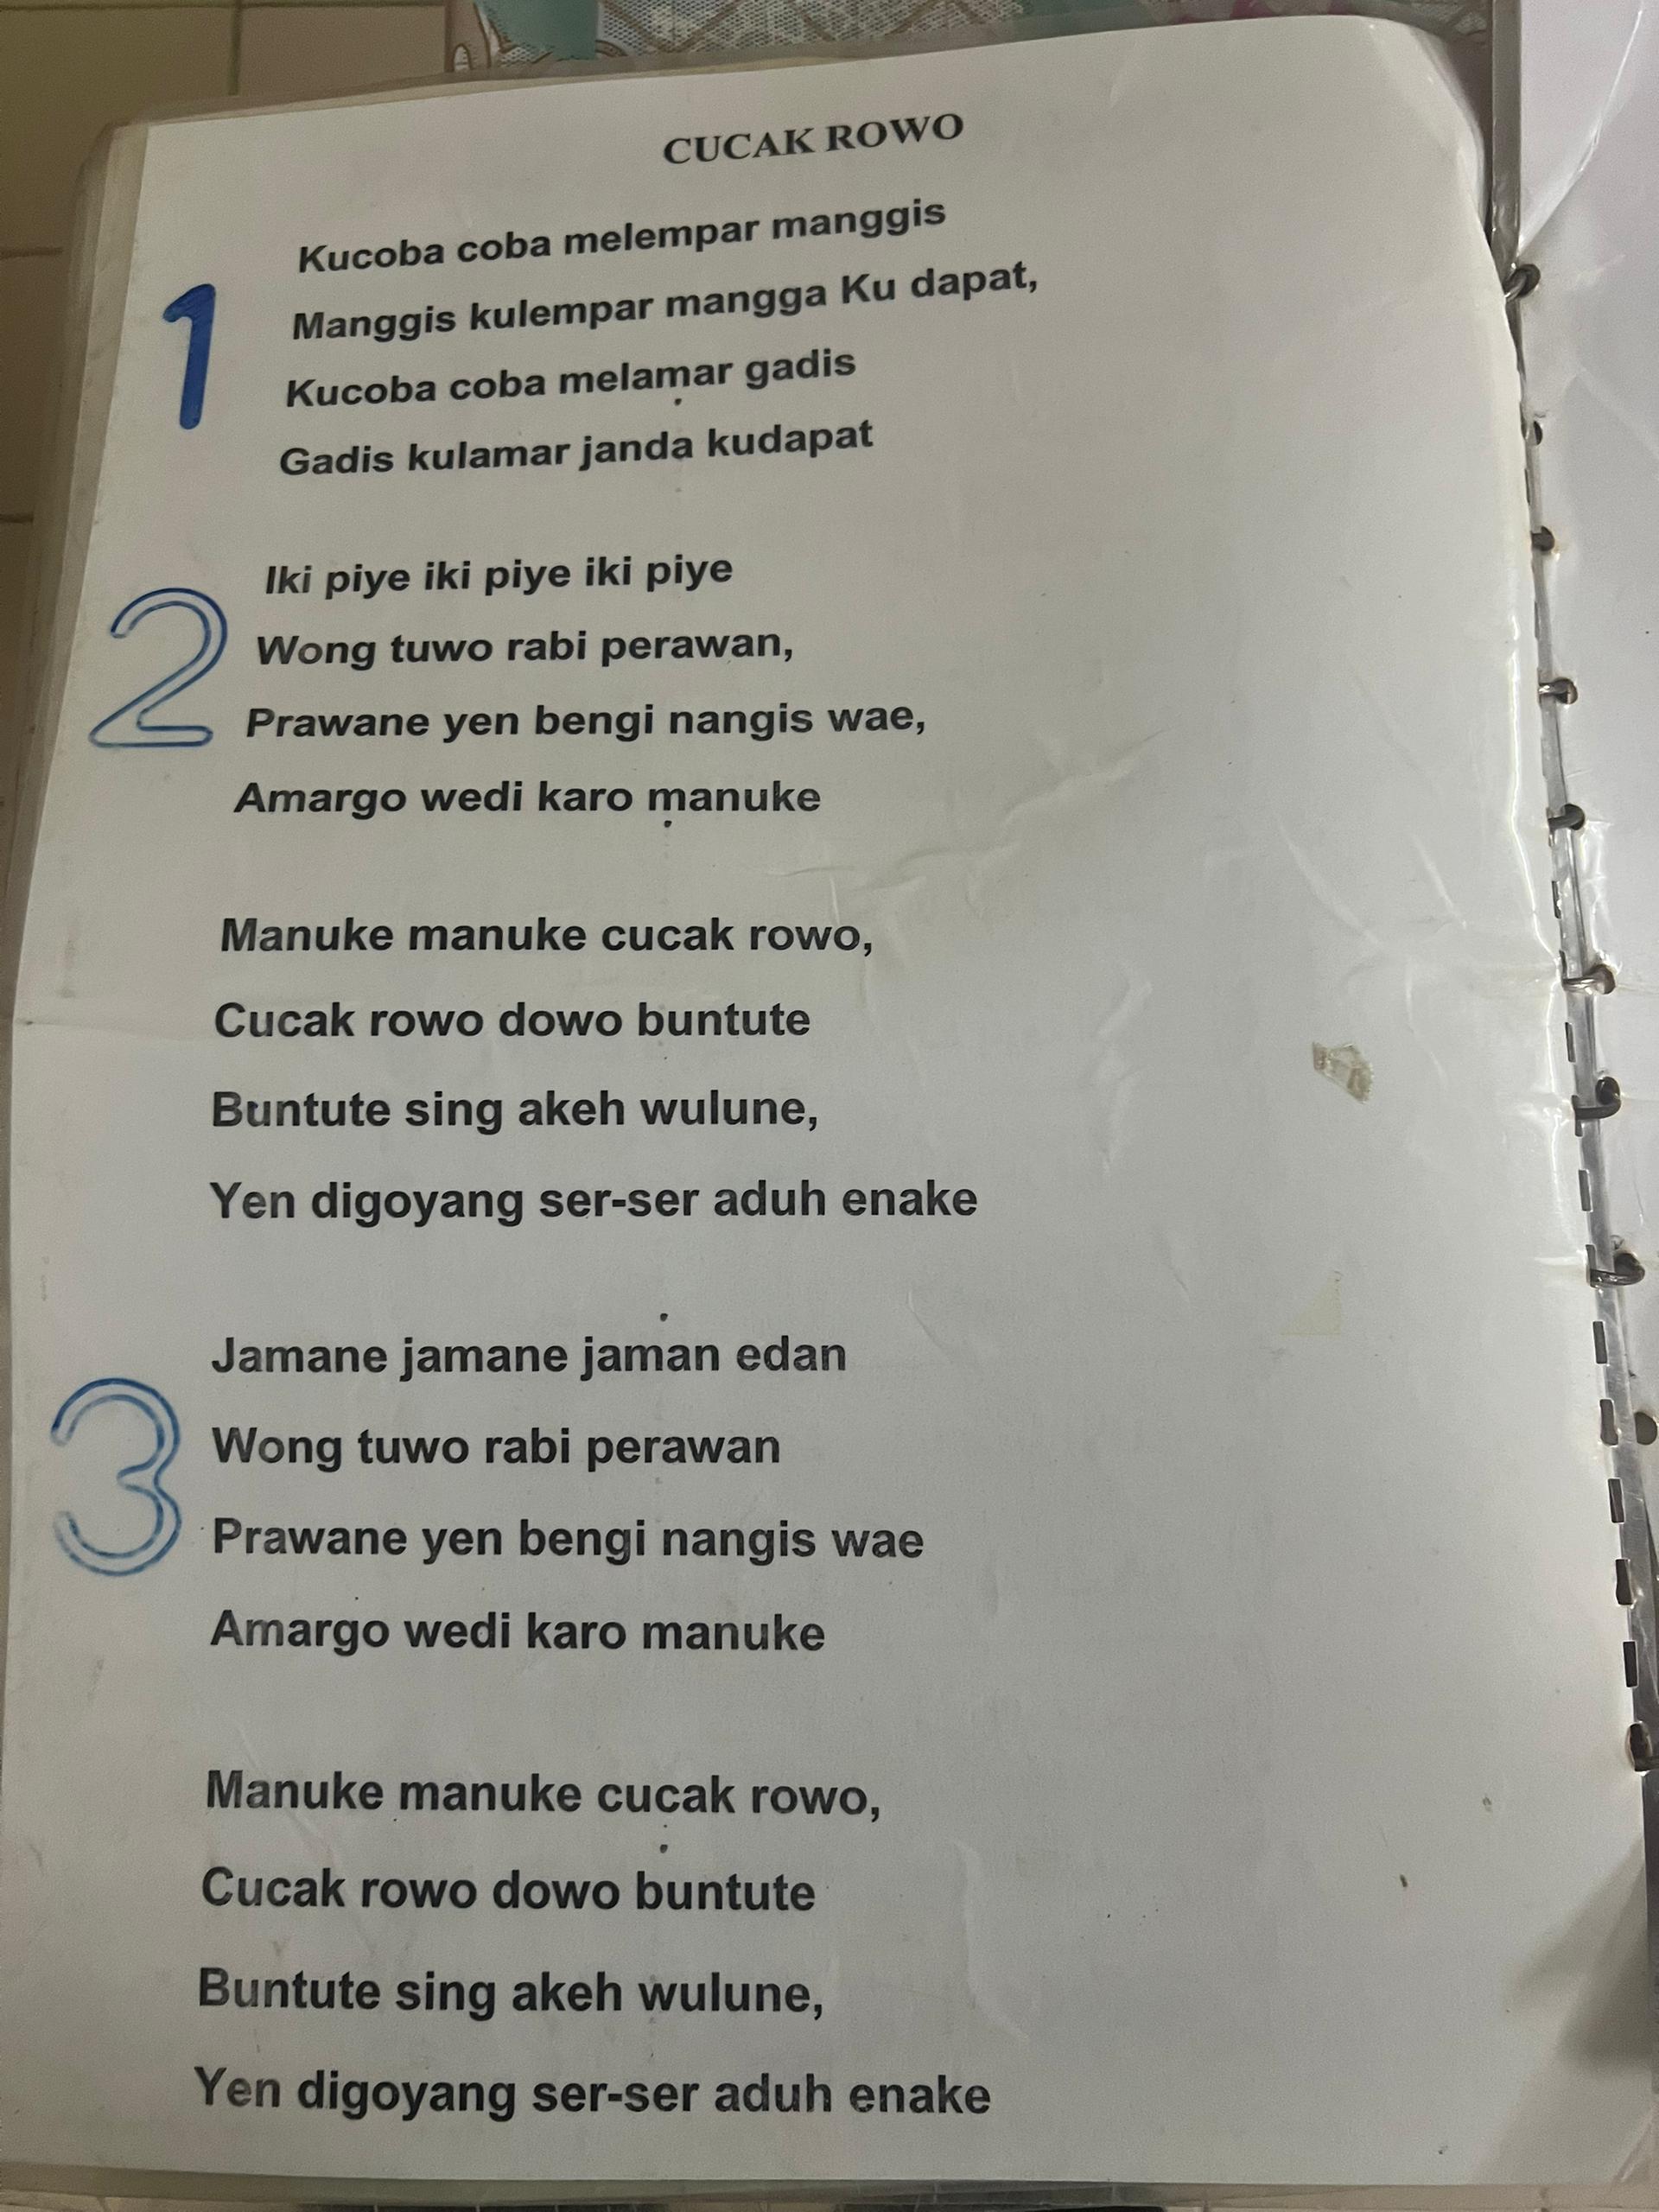 CUCAK ROWO
1
Kucoba coba melempar manggis
Manggis kulempar mangga Ku dapat,
Kucoba coba melamar gadis
Gadis kulamar janda kudapat
2
Iki piye iki piye iki piye
Wong tuwo rabi perawan,
Prawane yen bengi nangis wae,
Amargo wedi karo manuke
Manuke manuke cucak rowo,
Cucak rowo dowo buntute
Buntute sing akeh wulune,
Yen digoyang ser-ser aduh enake
3
Jamane jamane jaman edan
Wong tuwo rabi perawan
Prawane yen bengi nangis wae
Amargo wedi karo manuke
Manuke manuke cucak rowo,
Cucak rowo dowo buntute
Buntute sing akeh wulune,
Yen digoyang ser-ser aduh enake